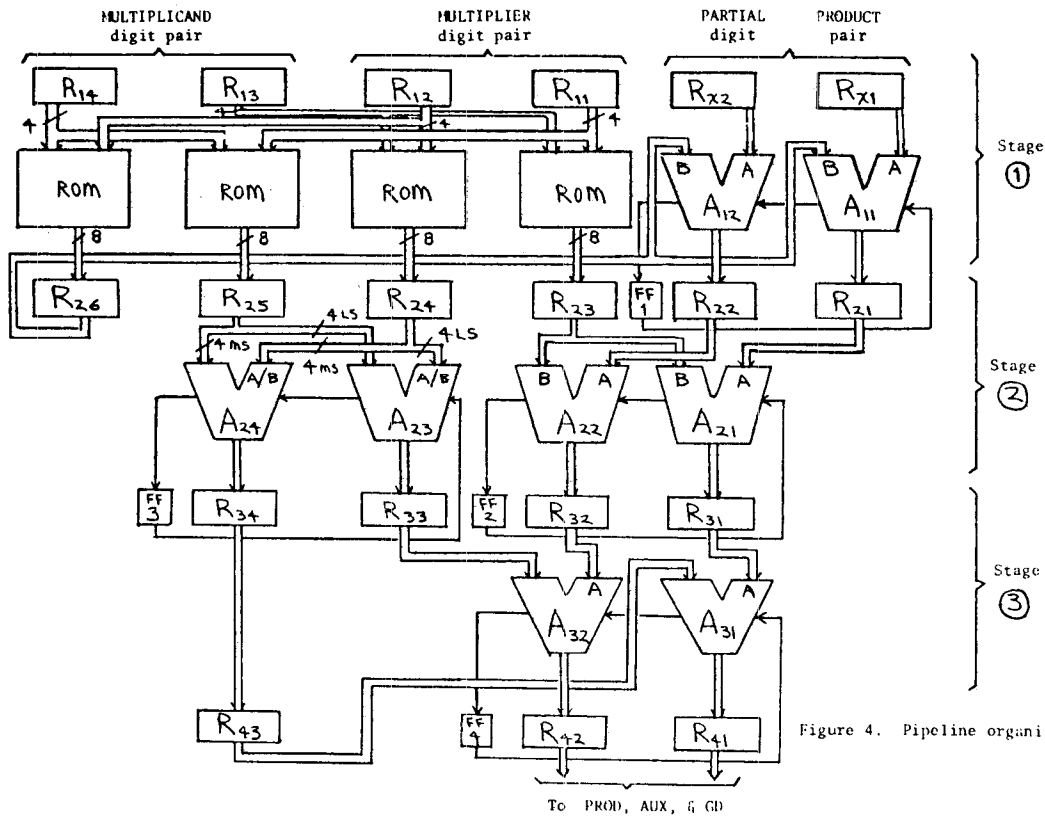 MULTIPLICAND
digit pair
MULTIPLIER
digit pair
PARTIAL PRODUCT
digit pair
R14
R13
R12
R11
Rx2
Rx1
4
4
4
4
ROM
ROM
ROM
ROM
B A
A12
B A
A11
Stage
1
8
8
8
8
R26
R25
R24
R23
FF
1
R22
R21
4 LS
4 LS
4 MS
4 MS
A/B
A24
A/B
A23
B A
A22
B A
A21
Stage
2
FF
3
R34
R33
FF
2
R32
R31
A
A32
A
A31
Stage
3
R43
FF
4
R42
R41
Figure 4. Pipeline organi
To PROD, AUX, & GD